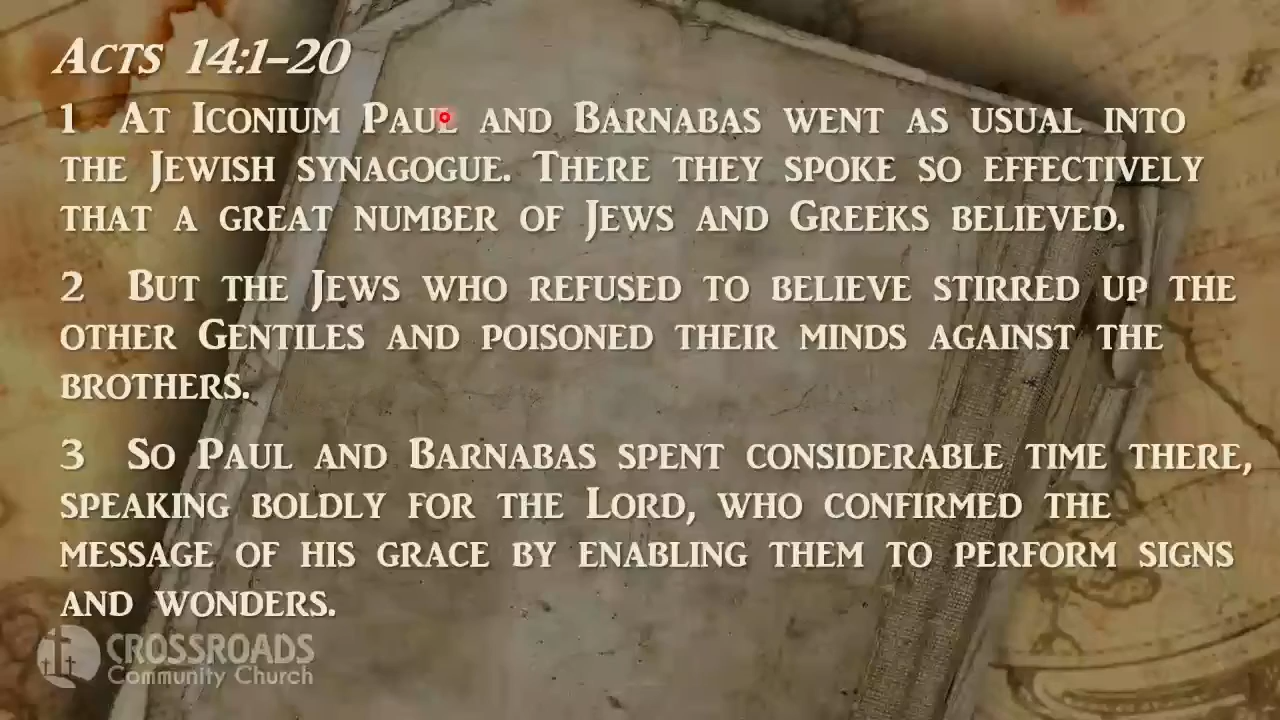 Acts 14:1-20
1 At Iconium Paul and Barnabas went as usual into
the Jewish synagogue. There they spoke so effectively
that a great number of Jews and Greeks believed.
2 But the Jews who refused to believe stirred up the
other Gentiles and poisoned their minds against the
brothers.
3 So Paul and Barnabas spent considerable time there,
speaking boldly for the Lord, who confirmed the
message of his grace by enabling them to perform signs
and wonders.
CROSSROADS
Community Church